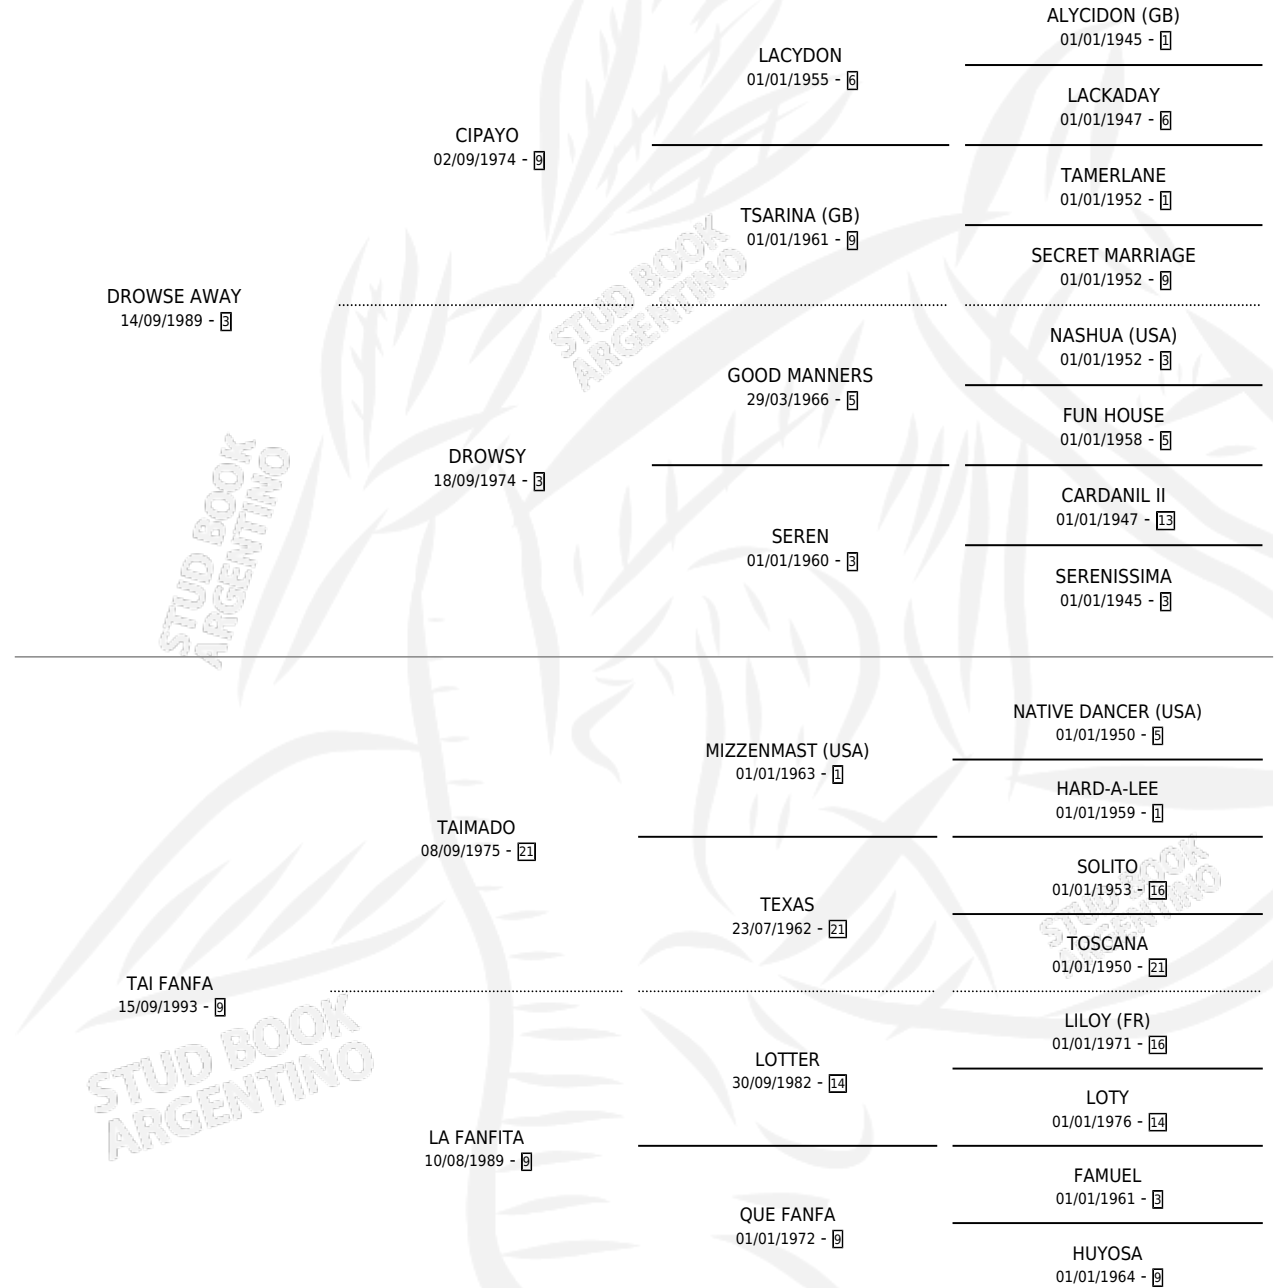 ALYCIDON (GB)
01/01/1945 - 1
LACYDON
01/01/1955 - 6
LACKADAY
01/01/1947 - 6
CIPAYO
02/09/1974 - 9
TAMERLANE
01/01/1952 - 1
TSARINA (GB)
01/01/1961 - 9
SECRET MARRIAGE
01/01/1952 - 9
DROWSE AWAY
14/09/1989 - 3
STUD BOOK
ARGENTINO
NASHUA (USA)
01/01/1952 - 3
GOOD MANNERS
29/03/1966 - 5
FUN HOUSE
01/01/1958 - 5
DROWSY
18/09/1974 - 3
CARDANIL II
01/01/1947 - 13
SEREN
01/01/1960 - 3
SERENISSIMA
01/01/1945 - 3
STUD BOOK
ARGENTINO
NATIVE DANCER (USA)
01/01/1950 - 5
MIZZENMAST (USA)
01/01/1963 - 1
HARD-A-LEE
01/01/1959 - 1
TAIMADO
08/09/1975 - 21
SOLITO
01/01/1953 - 16
TEXAS
23/07/1962 - 21
STUD BOOK
ARGENTINO
TOSCANA
01/01/1950 - 21
TAI FANFA
15/09/1993 - 9
LILOY (FR)
01/01/1971 - 16
LOTTER
30/09/1982 - 14
STUD BOOK
ARGENTINO
LOTY
01/01/1976 - 14
LA FANFITA
10/08/1989 - 9
FAMUEL
01/01/1961 - 3
QUE FANFA
01/01/1972 - 9
HUYOSA
01/01/1964 - 9